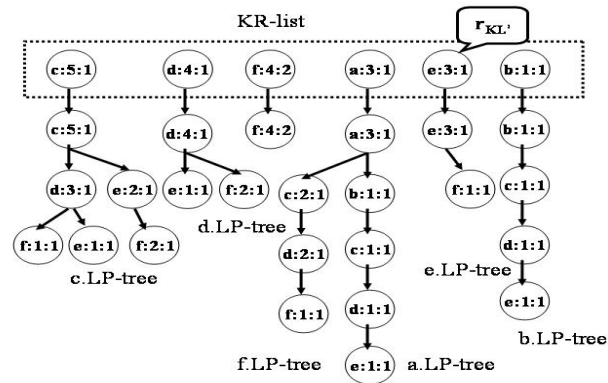 KR-list
r KL'
c:5:1 d:4:1 f:4:2 a:3:1 e:3:1 b:1:1
c:5:1 d:4:1 f:4:2 a:3:1 e:3:1 b:1:1
d:3:1 e:2:1 e:1:1 f:2:1 c:2:1 b:1:1 f:1:1 c:1:1
d.LP-tree
f:1:1 e:1:1 f:2:1 d:2:1 c:1:1 d:1:1
c.LP-tree e.LP-tree
f:1:1 d:1:1 e:1:1
b.LP-tree
f.LP-tree e:1:1 a.LP-tree